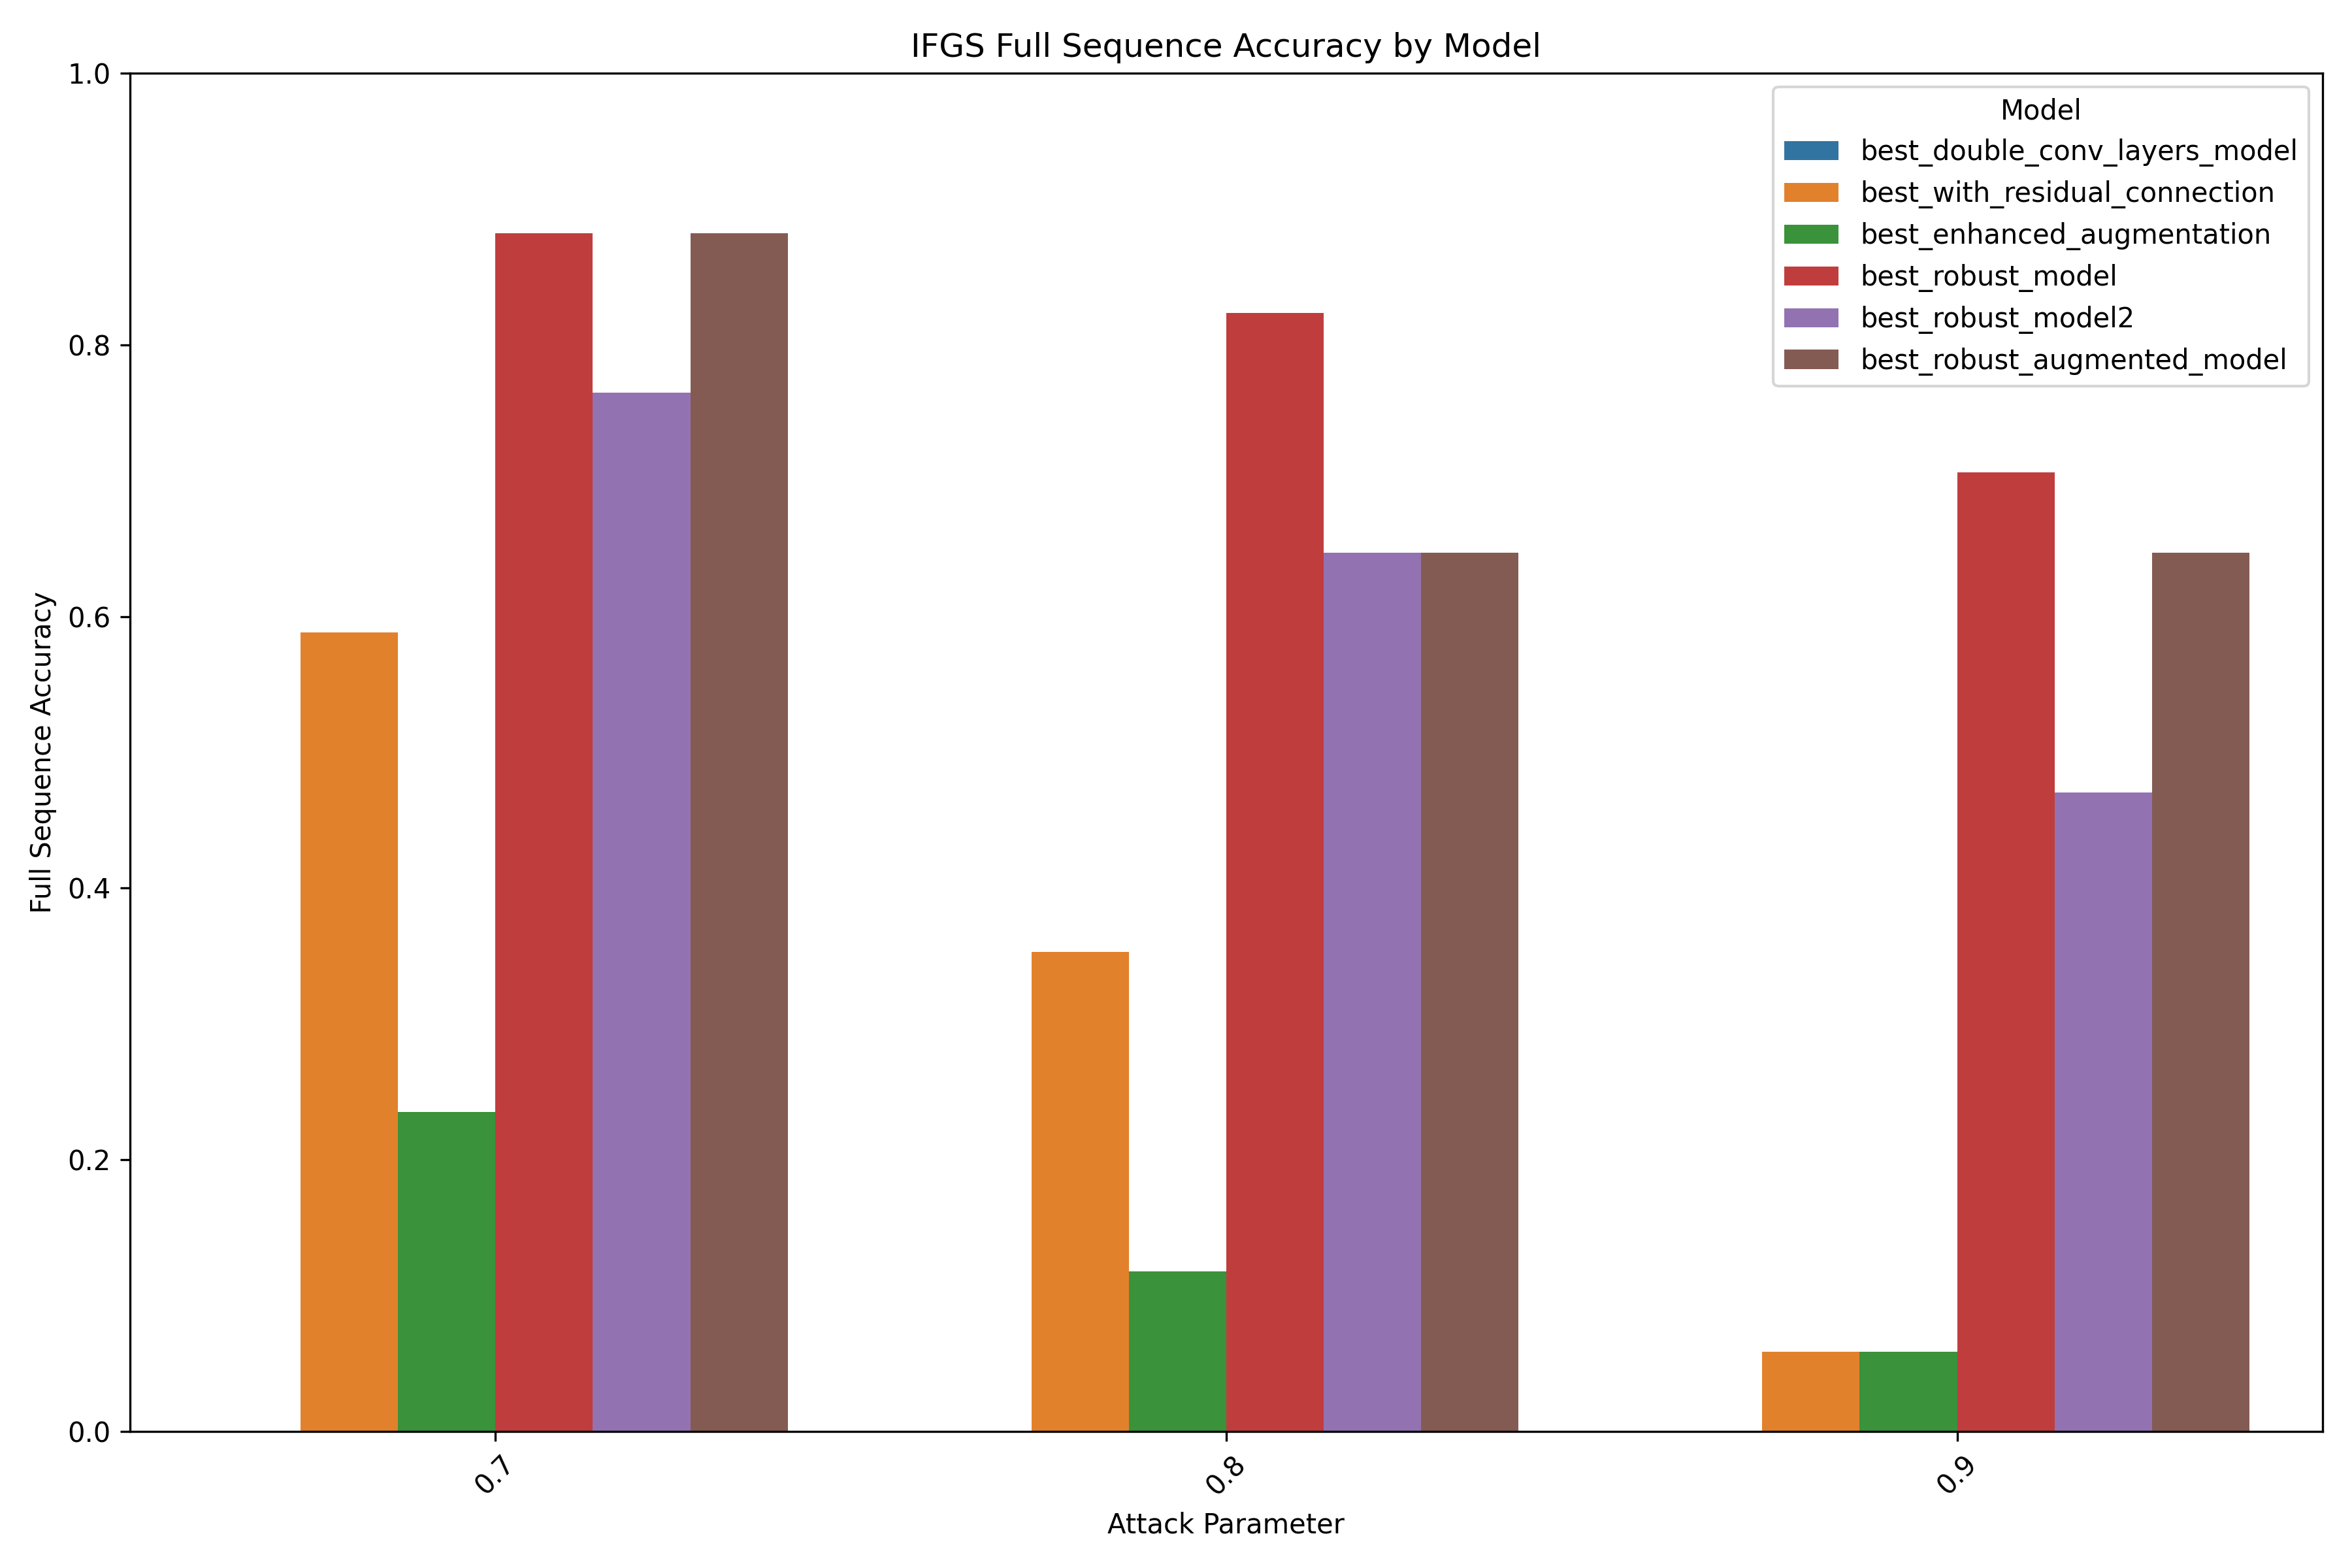 IFGS Full Sequence Accuracy by Model
Model
best_double_conv_layers_model
best_with_residual_connection
best_enhanced_augmentation
best_robust_model
best_robust_model2
best_robust_augmented_model
Full Sequence Accuracy
1.0
0.8
0.6
0.4
0.2
0.0
0.7
0.8
0.9
Attack Parameter